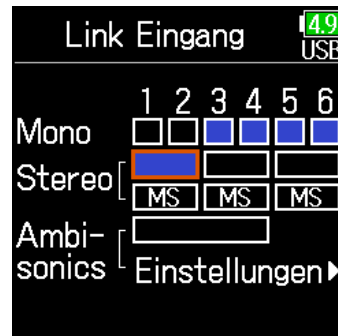 Link Eingang
4.9
USB
1 2 3 4 5 6
Mono
Stereo
MS MS MS
Ambi-
sonics
Einstellungen